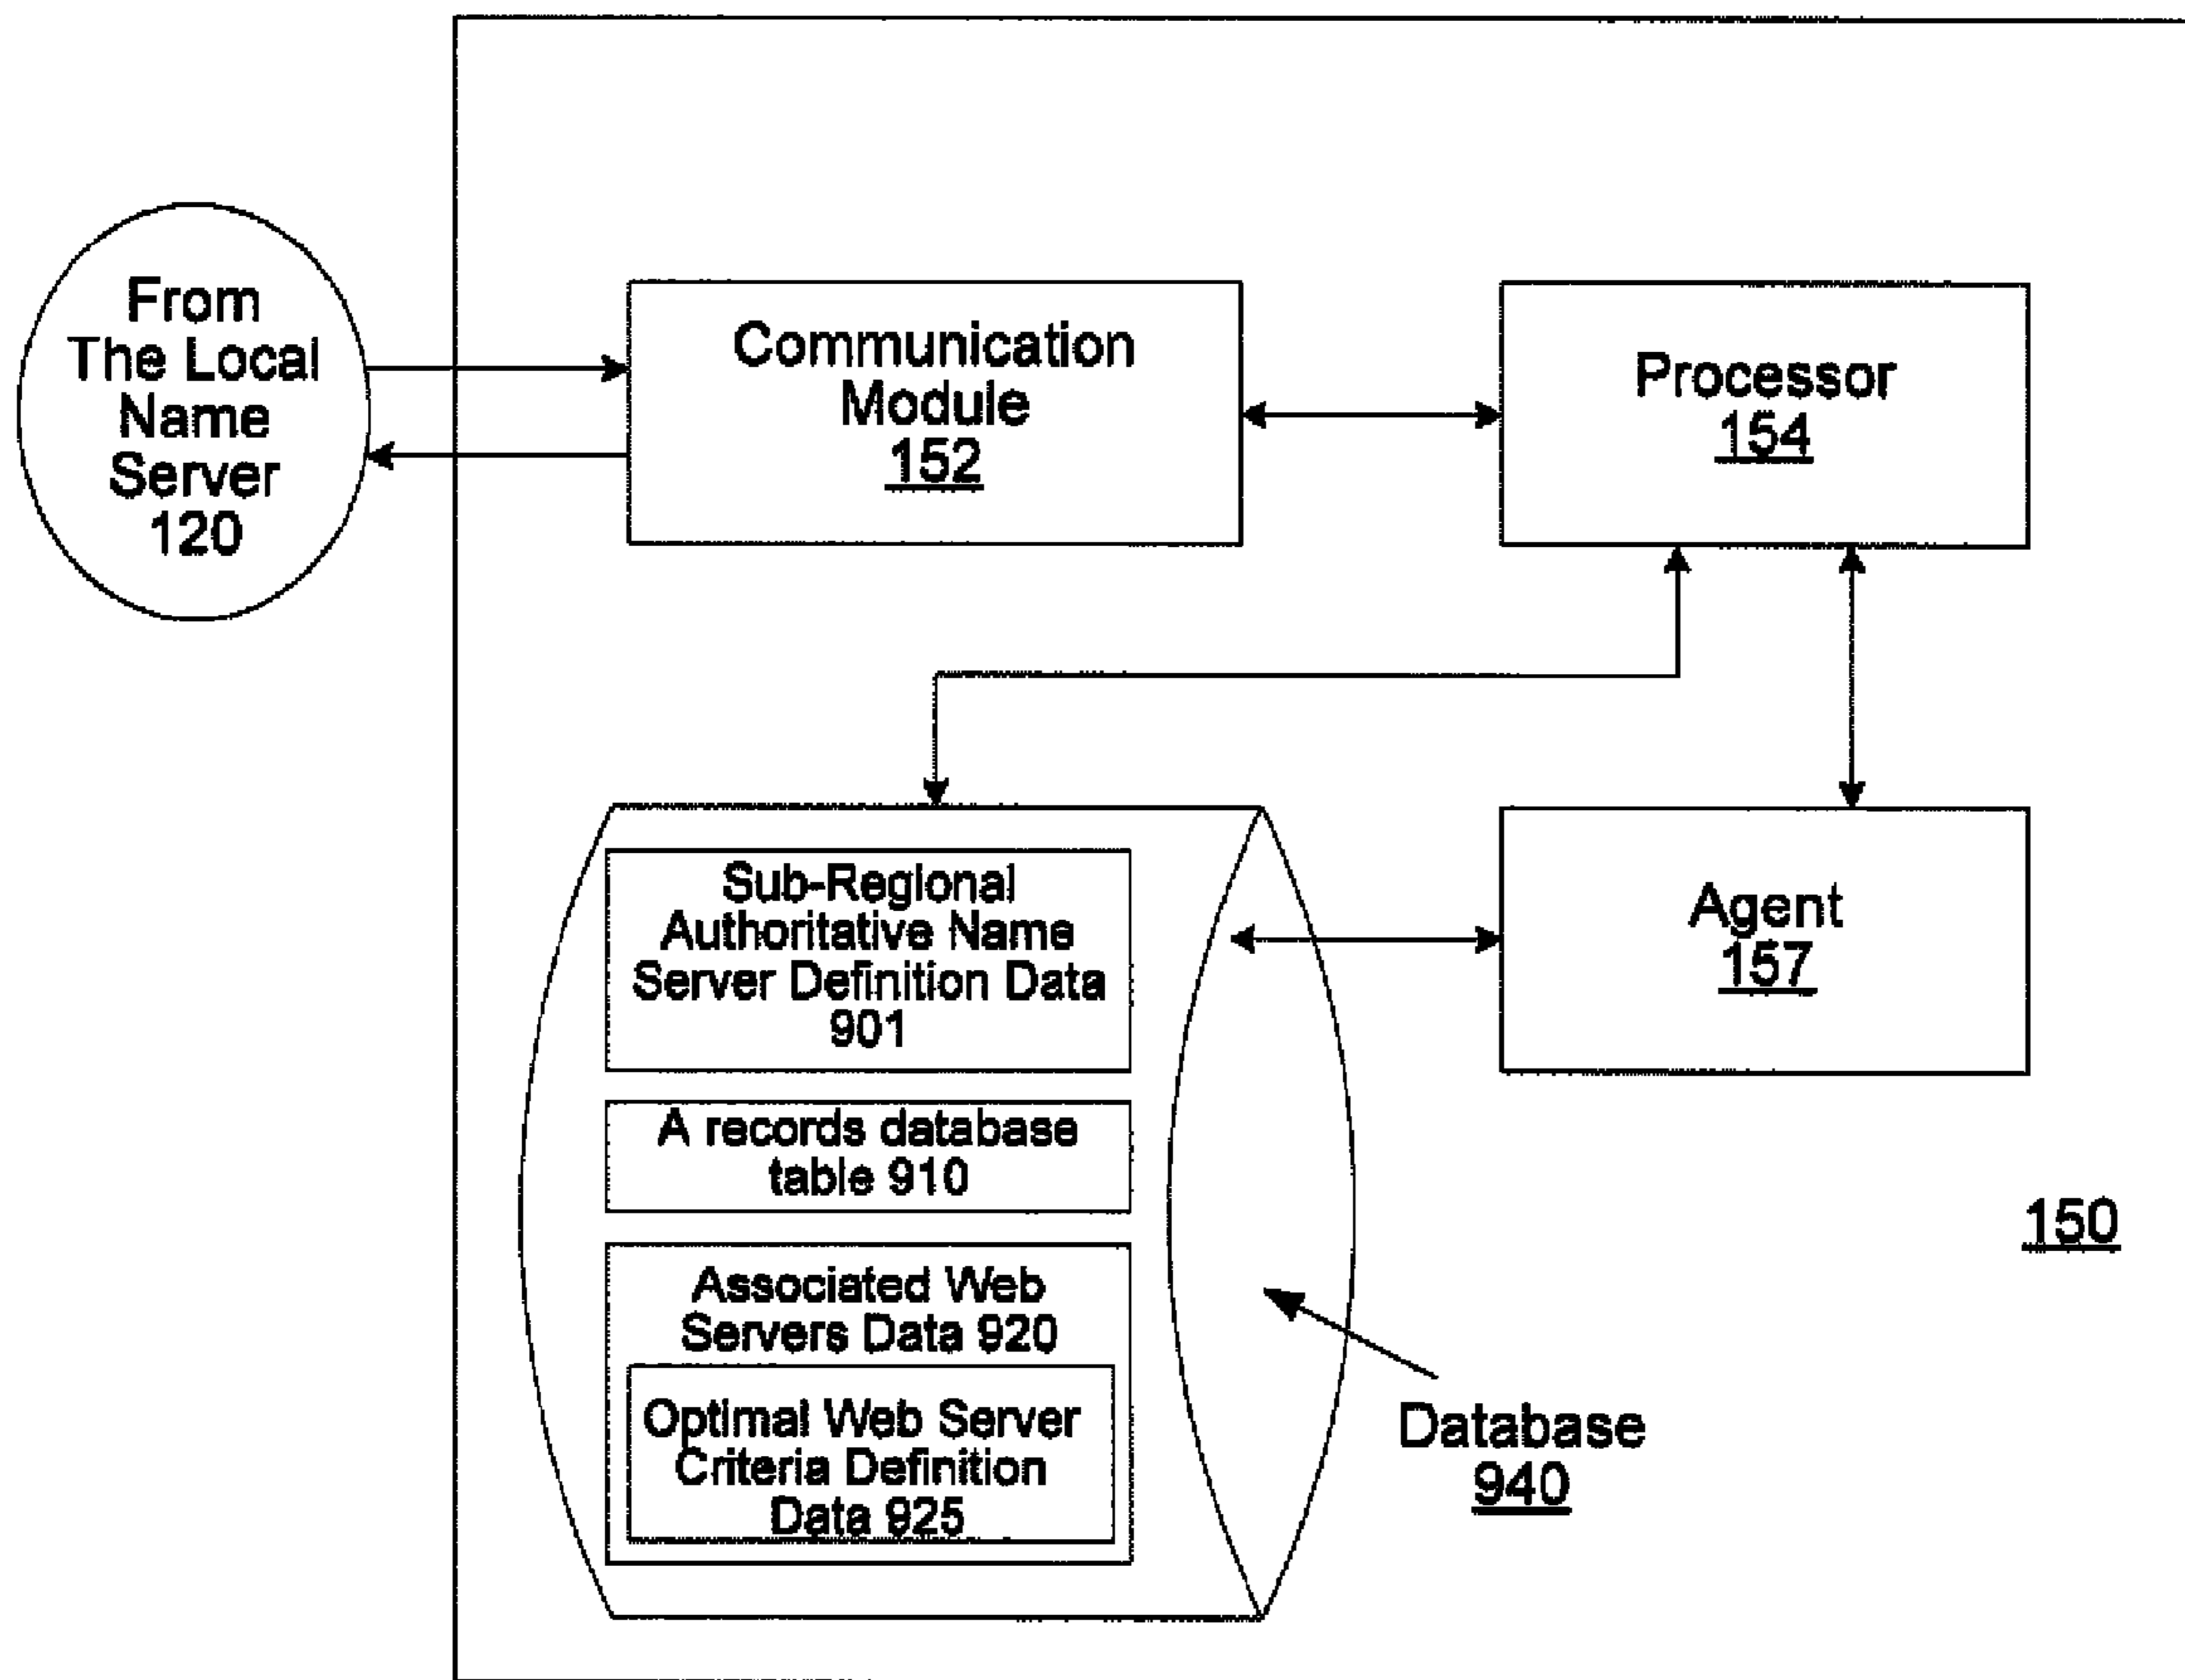 From
The Local
Name
Server
120
Communication
Module
152
Processor
154
Sub-Regional
Authoritative Name
Server Definition Data
901
A records database
table 910
Associated Web
Servers Data 920
Optimal Web Server
Criteria Definition
Data 925
Agent
157
150
Database
940